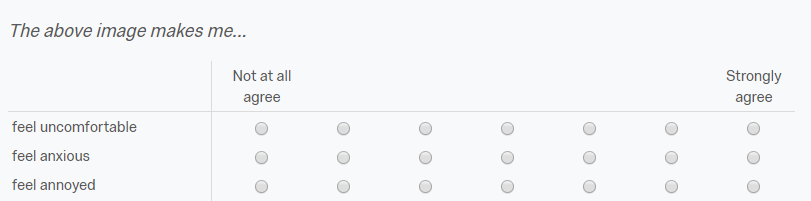 The above image makes me...
Not at all agree
Strongly agree
feel uncomfortable
feel anxious
feel annoyed